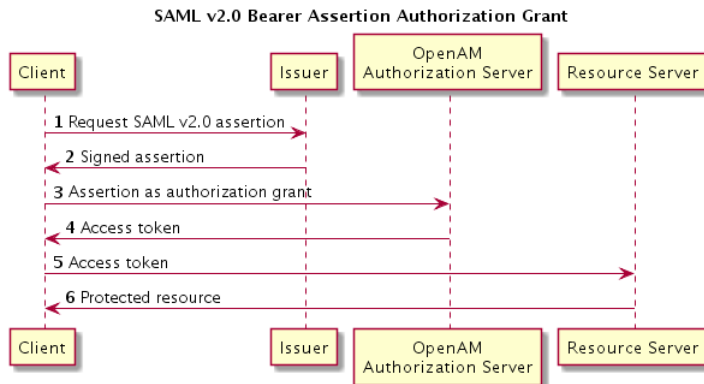 SAML v2.0 Bearer Assertion Authorization Grant
Client
Issuer
OpenAM
Authorization Server
Resource Server
1 Request SAML v2.0 assertion
2 Signed assertion
3 Assertion as authorization grant
4 Access token
5 Access token
6 Protected resource
Client
Issuer
OpenAM
Authorization Server
Resource Server